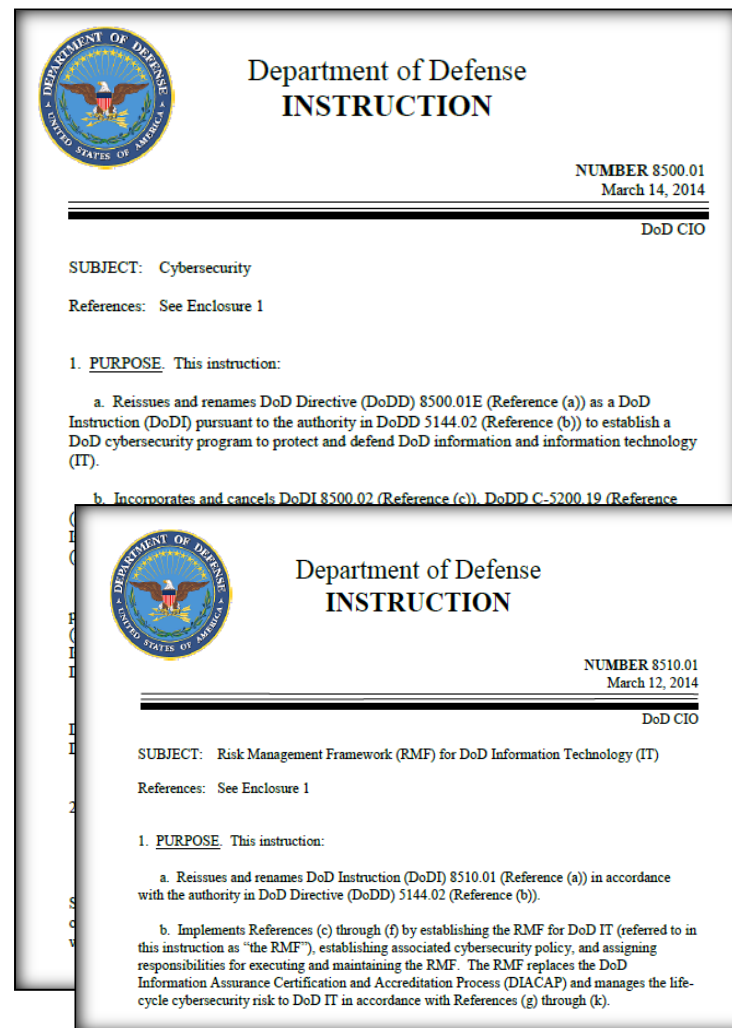 DEPARTMENT OF DEFENSE
UNITED STATES OF AMERICA
Department of Defense
INSTRUCTION
NUMBER 8500.01
March 14, 2014
DoD CIO
SUBJECT: Cybersecurity
References: See Enclosure 1
1. PURPOSE. This instruction:
a. Reissues and renames DoD Directive (DoDD) 8500.01E (Reference (a)) as a DoD
Instruction (DoDI) pursuant to the authority in DoDD 5144.02 (Reference (b)) to establish a
DoD cybersecurity program to protect and defend DoD information and information technology
(IT).
b. Incorporates and cancels DoDI 8500.02 (Reference (c)), DoDD C-5200.19 (Reference
DEPARTMENT OF DEFENSE
UNITED STATES OF AMERICA
Department of Defense
INSTRUCTION
NUMBER 8510.01
March 12, 2014
DoD CIO
SUBJECT: Risk Management Framework (RMF) for DoD Information Technology (IT)
References: See Enclosure 1
1. PURPOSE. This instruction:
a. Reissues and renames DoD Instruction (DoDI) 8510.01 (Reference (a)) in accordance
with the authority in DoD Directive (DoDD) 5144.02 (Reference (b)).
b. Implements References (c) through (f) by establishing the RMF for DoD IT (referred to in
this instruction as “the RMF”), establishing associated cybersecurity policy, and assigning
responsibilities for executing and maintaining the RMF. The RMF replaces the DoD
Information Assurance Certification and Accreditation Process (DIACAP) and manages the life-
cycle cybersecurity risk to DoD IT in accordance with References (g) through (k).